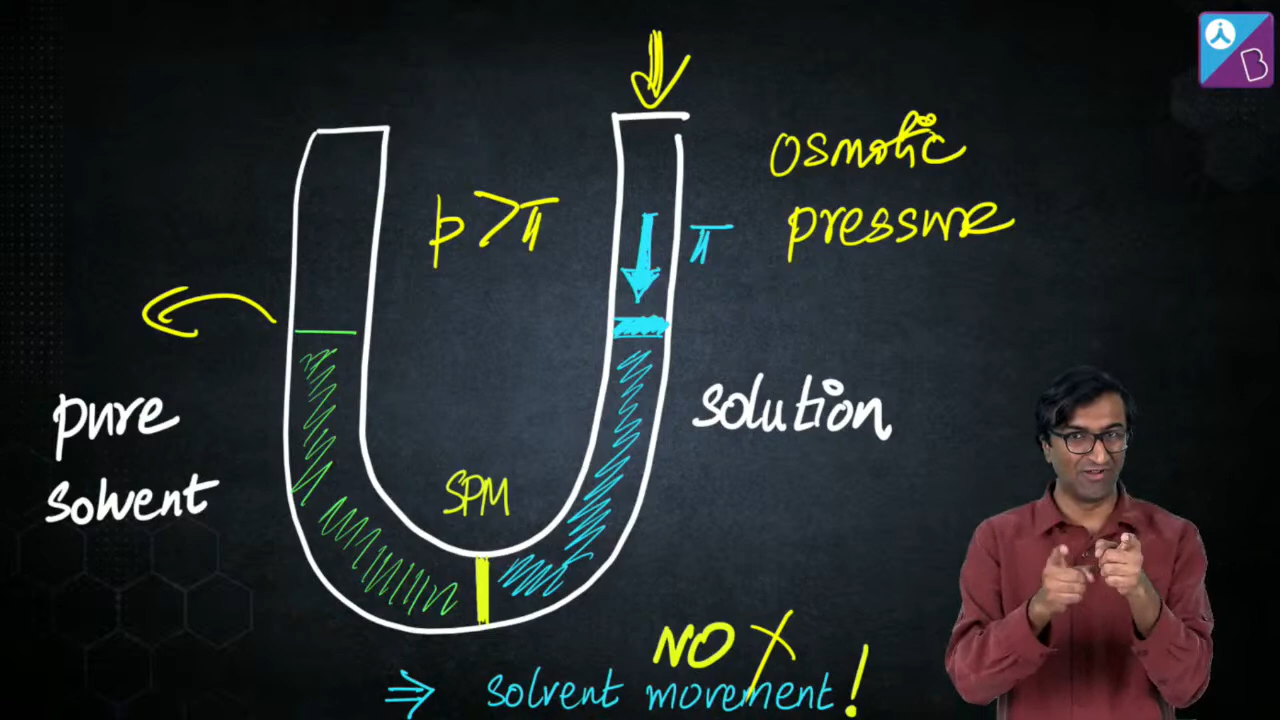 osmotic
pressure
p > π
π
pure
solvent
solution
SPM
NO X
⇒ solvent movement !
B